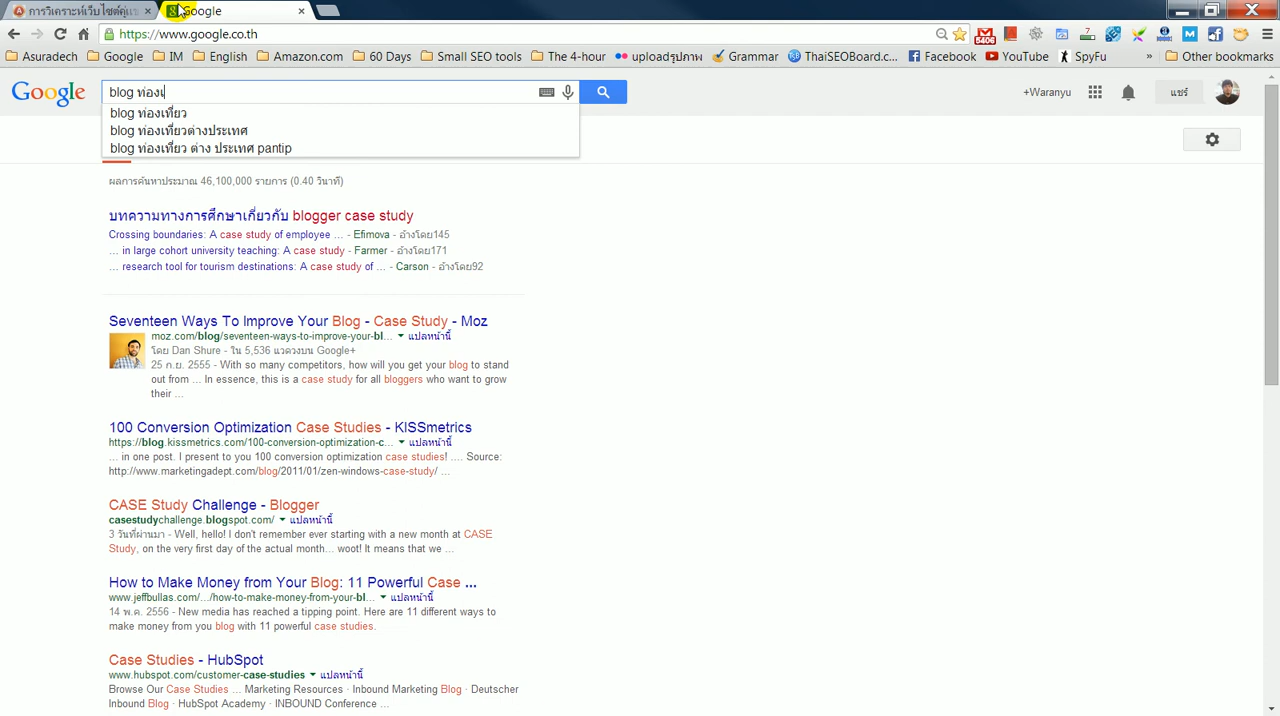 การวิเคราะห์เว็บไซต์คู่แข่
Google
https://www.google.co.th
5406
7
Asuradech Google IM English Amazon.com 60 Days Small SEO tools The 4-hour uploadรูปภาพ Grammar ThaiSEOBoard.c... Facebook YouTube SpyFu » Other bookmarks
Google
blog ท่องเ
+Waranyu
แชร์
blog ท่องเที่ยว
blog ท่องเที่ยวต่างประเทศ
blog ท่องเที่ยว ต่าง ประเทศ pantip
ผลการค้นหาประมาณ 46,100,000 รายการ (0.40 วินาที)
บทความทางการศึกษาเกี่ยวกับ blogger case study
Crossing boundaries: A case study of employee ... - Efimova - อ้างโดย145
... in large cohort university teaching: A case study - Farmer - อ้างโดย171
... research tool for tourism destinations: A case study of ... - Carson - อ้างโดย92
Seventeen Ways To Improve Your Blog - Case Study - Moz
moz.com/blog/seventeen-ways-to-improve-your-bl... แปลหน้านี้
โดย Dan Shure - ใน 5,536 แวดวงบน Google+
25 ก.ย. 2555 - With so many competitors, how will you get your blog to stand
out from ... In essence, this is a case study for all bloggers who want to grow
their ...
100 Conversion Optimization Case Studies - KISSmetrics
https://blog.kissmetrics.com/100-conversion-optimization-c... แปลหน้านี้
... in one post. I present to you 100 conversion optimization case studies! .... Source:
http://www.marketingadept.com/blog/2011/01/zen-windows-case-study/ ...
CASE Study Challenge - Blogger
casestudychallenge.blogspot.com/ แปลหน้านี้
3 วันที่ผ่านมา - Well, hello! I don't remember ever starting with a new month at CASE
Study, on the very first day of the actual month... woot! It means that we ...
How to Make Money from Your Blog: 11 Powerful Case ...
www.jeffbullas.com/.../how-to-make-money-from-your-bl... แปลหน้านี้
14 พ.ค. 2556 - New media has reached a tipping point. Here are 11 different ways to
make money from you blog with 11 powerful case studies.
Case Studies - HubSpot
www.hubspot.com/customer-case-studies แปลหน้านี้
Browse Our Case Studies ... Marketing Resources · Inbound Marketing Blog · Deutscher
Inbound Blog · HubSpot Academy · INBOUND Conference ...